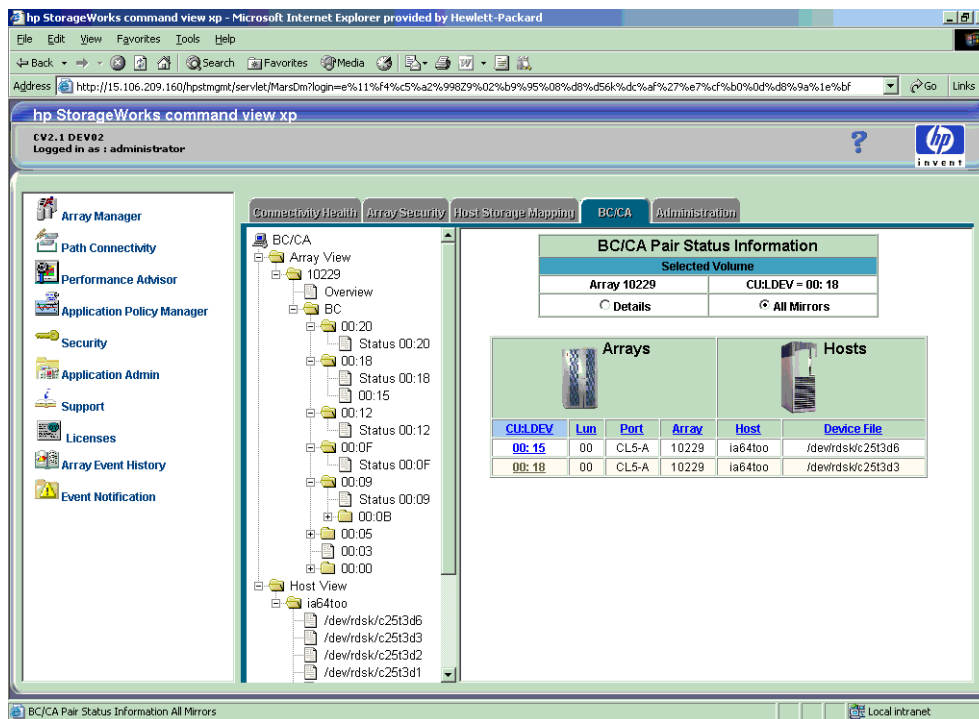 hp StorageWorks command view xp - Microsoft Internet Explorer provided by Hewlett-Packard
File Edit View Favorites Tools Help
Back Search Favorites Media
Address http://15.106.209.160/hpstmgmt/servlet/MarsDm?login=e%11%f4%c5%a2%998Z9%02%b9%95%08%d8%d56k%dc%af%27%e7%cf%b0%0d%d8%9a%1e%bf Go Links
hp StorageWorks command view xp
CV2.1 DEV02
Logged in as : administrator
?
hp
invent
Array Manager
Path Connectivity
Performance Advisor
Application Policy Manager
Security
Application Admin
Support
Licenses
Array Event History
Event Notification
Connectivity Health Array Security Host Storage Mapping BC/CA Administration
BC/CA
Array View
10229
Overview
BC
00:20
Status 00:20
00:18
Status 00:18
00:15
00:12
Status 00:12
00:0F
Status 00:0F
00:09
Status 00:09
00:0B
00:05
00:03
00:00
Host View
ia64too
/dev/rdsk/c25t3d6
/dev/rdsk/c25t3d3
/dev/rdsk/c25t3d2
/dev/rdsk/c25t3d1
BC/CA Pair Status Information
Selected Volume
Array 10229 CU:LDEV = 00: 18
Details All Mirrors
Arrays Hosts
CU:LDEV Lun Port Array Host Device File
00: 15 00 CL5-A 10229 ia64too /dev/rdsk/c25t3d6
00: 18 00 CL5-A 10229 ia64too /dev/rdsk/c25t3d3
BC/CA Pair Status Information All Mirrors
Local intranet